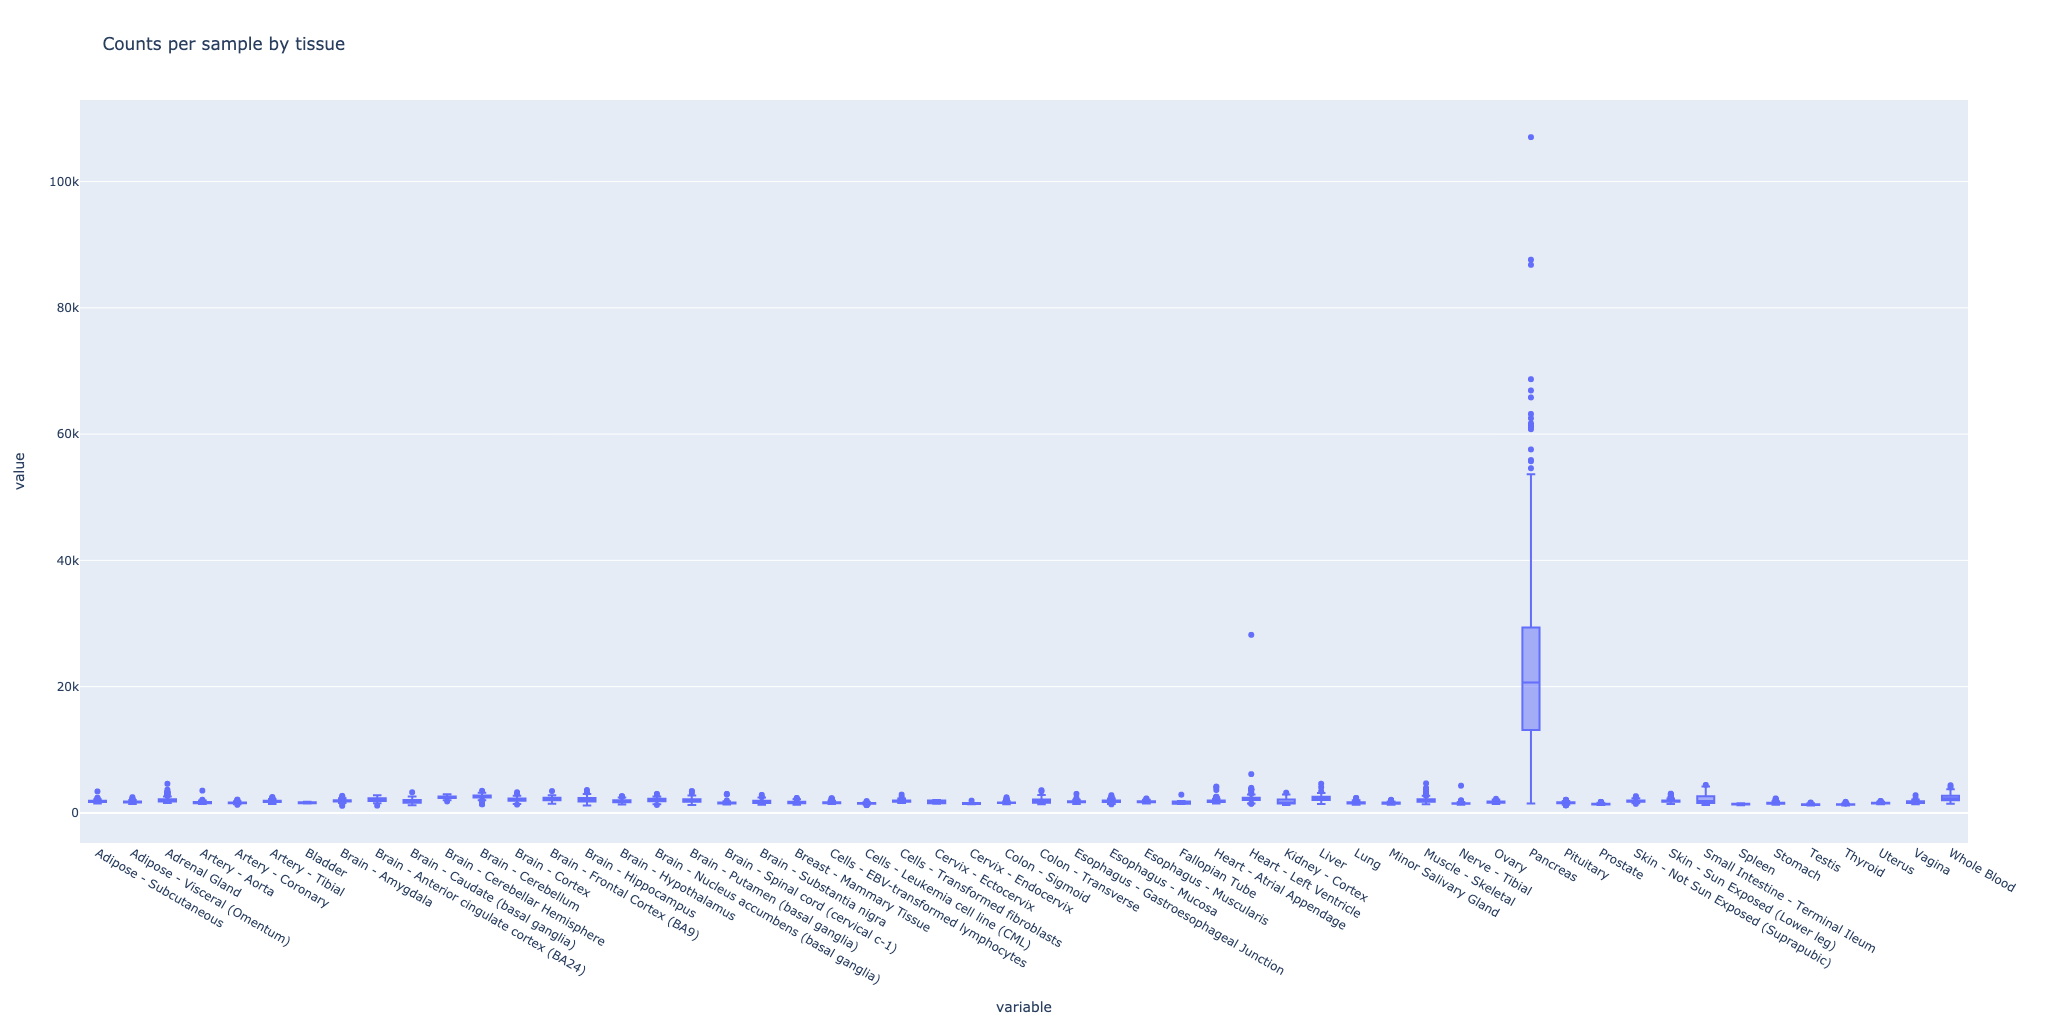 Counts per sample by tissue
100k
80k
60k
40k
20k
0
value
Adipose - Subcutaneous
Adipose - Visceral (Omentum)
Adrenal Gland
Artery - Aorta
Artery - Coronary
Artery - Tibial
Bladder
Brain - Amygdala
Brain - Anterior cingulate cortex (BA24)
Brain - Caudate (basal ganglia)
Brain - Cerebellar Hemisphere
Brain - Cerebellum
Brain - Cortex
Brain - Frontal Cortex (BA9)
Brain - Hippocampus
Brain - Hypothalamus
Brain - Nucleus accumbens (basal ganglia)
Brain - Putamen (basal ganglia)
Brain - Spinal cord (cervical c-1)
Brain - Substantia nigra
Breast - Mammary Tissue
Cells - EBV-transformed lymphocytes
Cells - Leukemia cell line (CML)
Cells - Transformed fibroblasts
Cervix - Ectocervix
Cervix - Endocervix
Colon - Sigmoid
Colon - Transverse
Esophagus - Gastroesophageal Junction
Esophagus - Mucosa
Esophagus - Muscularis
Fallopian Tube
Heart - Atrial Appendage
Heart - Left Ventricle
Kidney - Cortex
Liver
Lung
Minor Salivary Gland
Muscle - Skeletal
Nerve - Tibial
Ovary
Pancreas
Pituitary
Prostate
Skin - Not Sun Exposed (Suprapubic)
Skin - Sun Exposed (Lower leg)
Small Intestine - Terminal Ileum
Spleen
Stomach
Testis
Thyroid
Uterus
Vagina
Whole Blood
variable